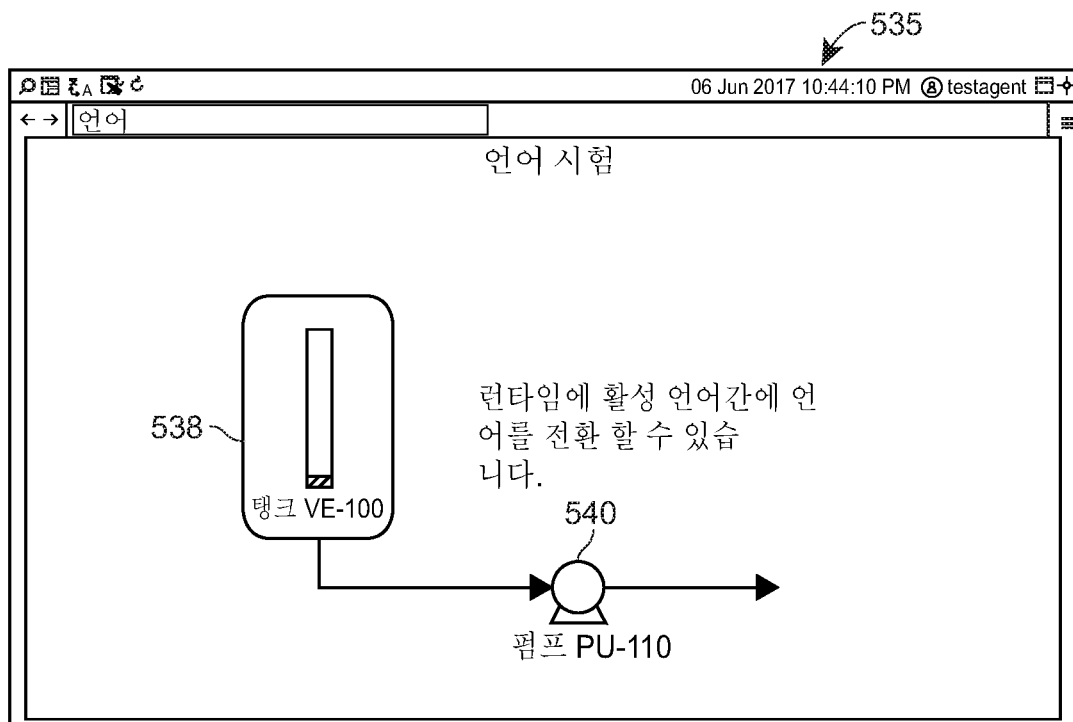 535
06 Jun 2017 10:44:10 PM testagent
언어
언어 시험
런타임에 활성 언어간에 언
어를 전환 할 수 있습
니다.
538
탱크 VE-100
540
펌프 PU-110